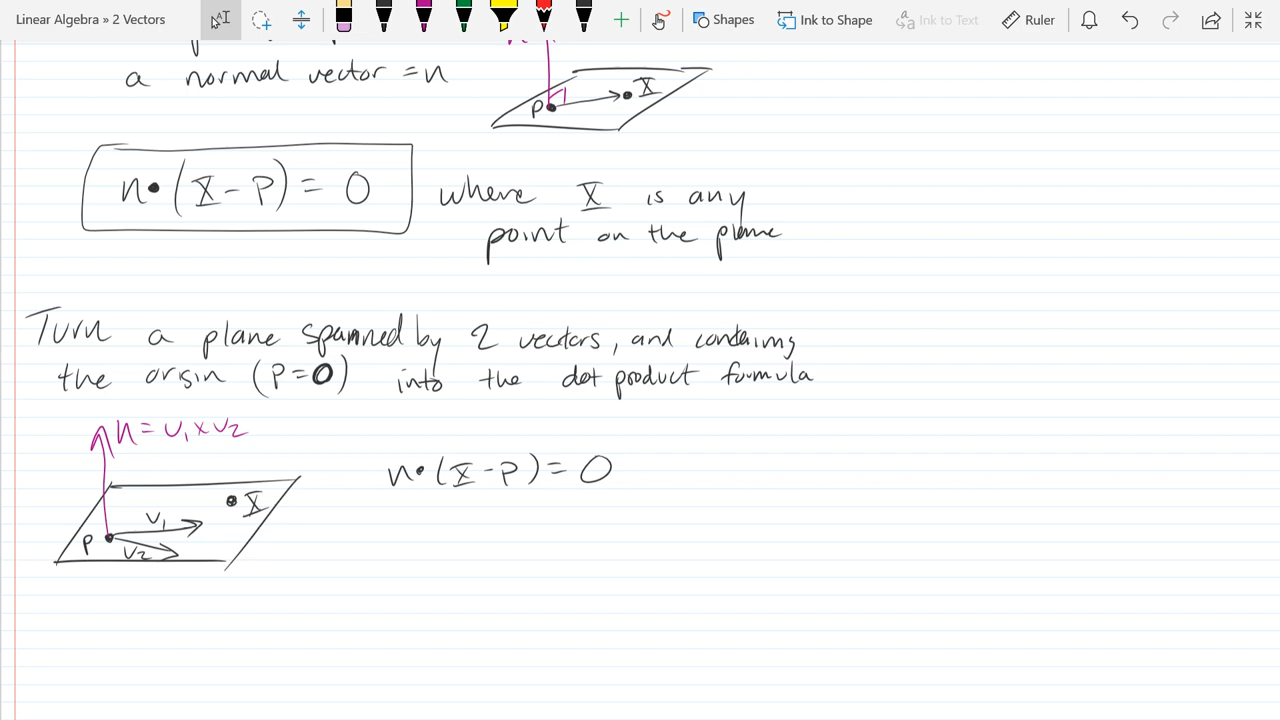 Linear Algebra » 2 Vectors
Shapes
Ink to Shape
Ink to Text
Ruler
a normal vector = n
P
X
n•(X-P)=0
where X is any
point on the plane
Turn a plane spanned by 2 vectors, and containing
the origin (P=0) into the dot product formula
n=v₁xv₂
n•(X-P)=0
X
v₁
P
v₂